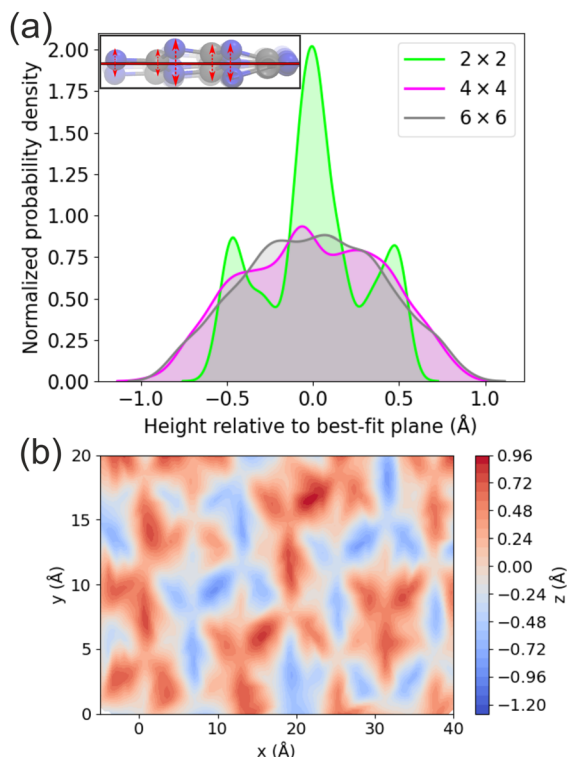 (a)
Normalized probability density
2.00
1.75
1.50
1.25
1.00
0.75
0.50
0.25
0.00
2 × 2
4 × 4
6 × 6
−1.0 −0.5 0.0 0.5 1.0
Height relative to best-fit plane (Å)
(b)
y (Å)
20
15
10
5
0
0 10 20 30 40
x (Å)
0.96
0.72
0.48
0.24
0.00
−0.24
−0.48
−0.72
−0.96
−1.20
z (Å)